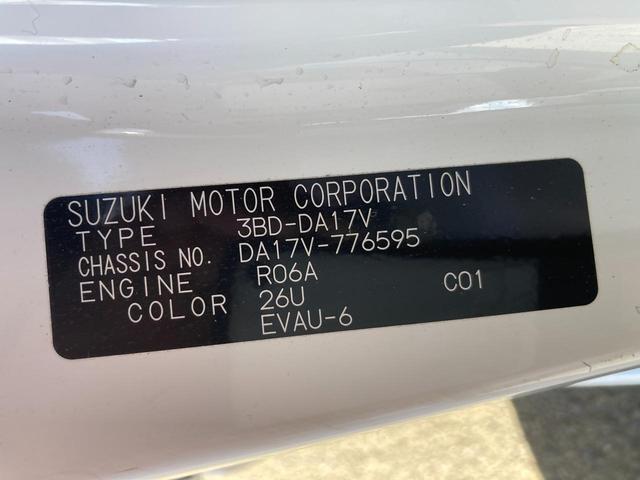 SUZUKI MOTOR CORPORATION
TYPE 3BD-DA17V
CHASSIS NO. DA17V-776595
ENGINE R06A C01
COLOR 26U
EVAU-6